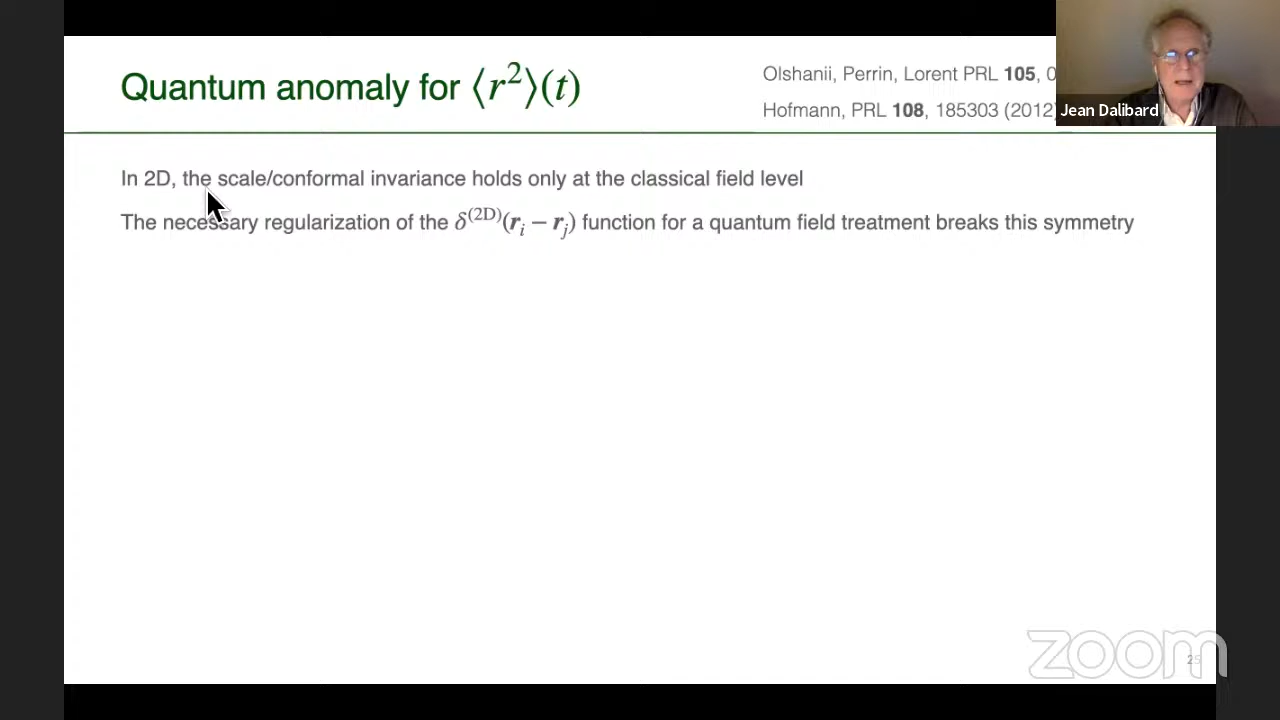 Quantum anomaly for ⟨r²⟩(t)
Olshanii, Perrin, Lorent PRL 105, 0
Hofmann, PRL 108, 185303 (2012)
Jean Dalibard
In 2D, the scale/conformal invariance holds only at the classical field level
The necessary regularization of the δ⁽²ᴰ⁾(rᵢ − rⱼ) function for a quantum field treatment breaks this symmetry
zoom